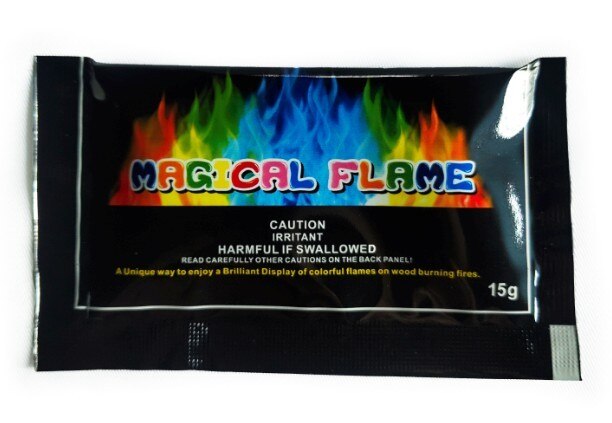 MAGICAL FLAME
CAUTION
IRRITANT
HARMFUL IF SWALLOWED
READ CAREFULLY OTHER CAUTIONS ON THE BACK PANEL!
A Unique way to enjoy a Brilliant Display of colorful flames on wood burning fires.
15g